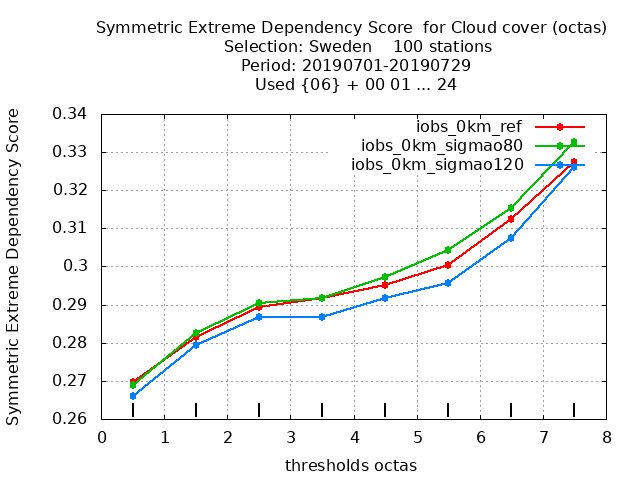 Symmetric Extreme Dependency Score for Cloud cover (octas)
Selection: Sweden 100 stations
Period: 20190701-20190729
Used {06} + 00 01 ... 24
Symmetric Extreme Dependency Score
0.34
0.33
0.32
0.31
0.3
0.29
0.28
0.27
0.26
iobs_0km_ref
iobs_0km_sigmao80
iobs_0km_sigmao120
0 1 2 3 4 5 6 7 8
thresholds octas